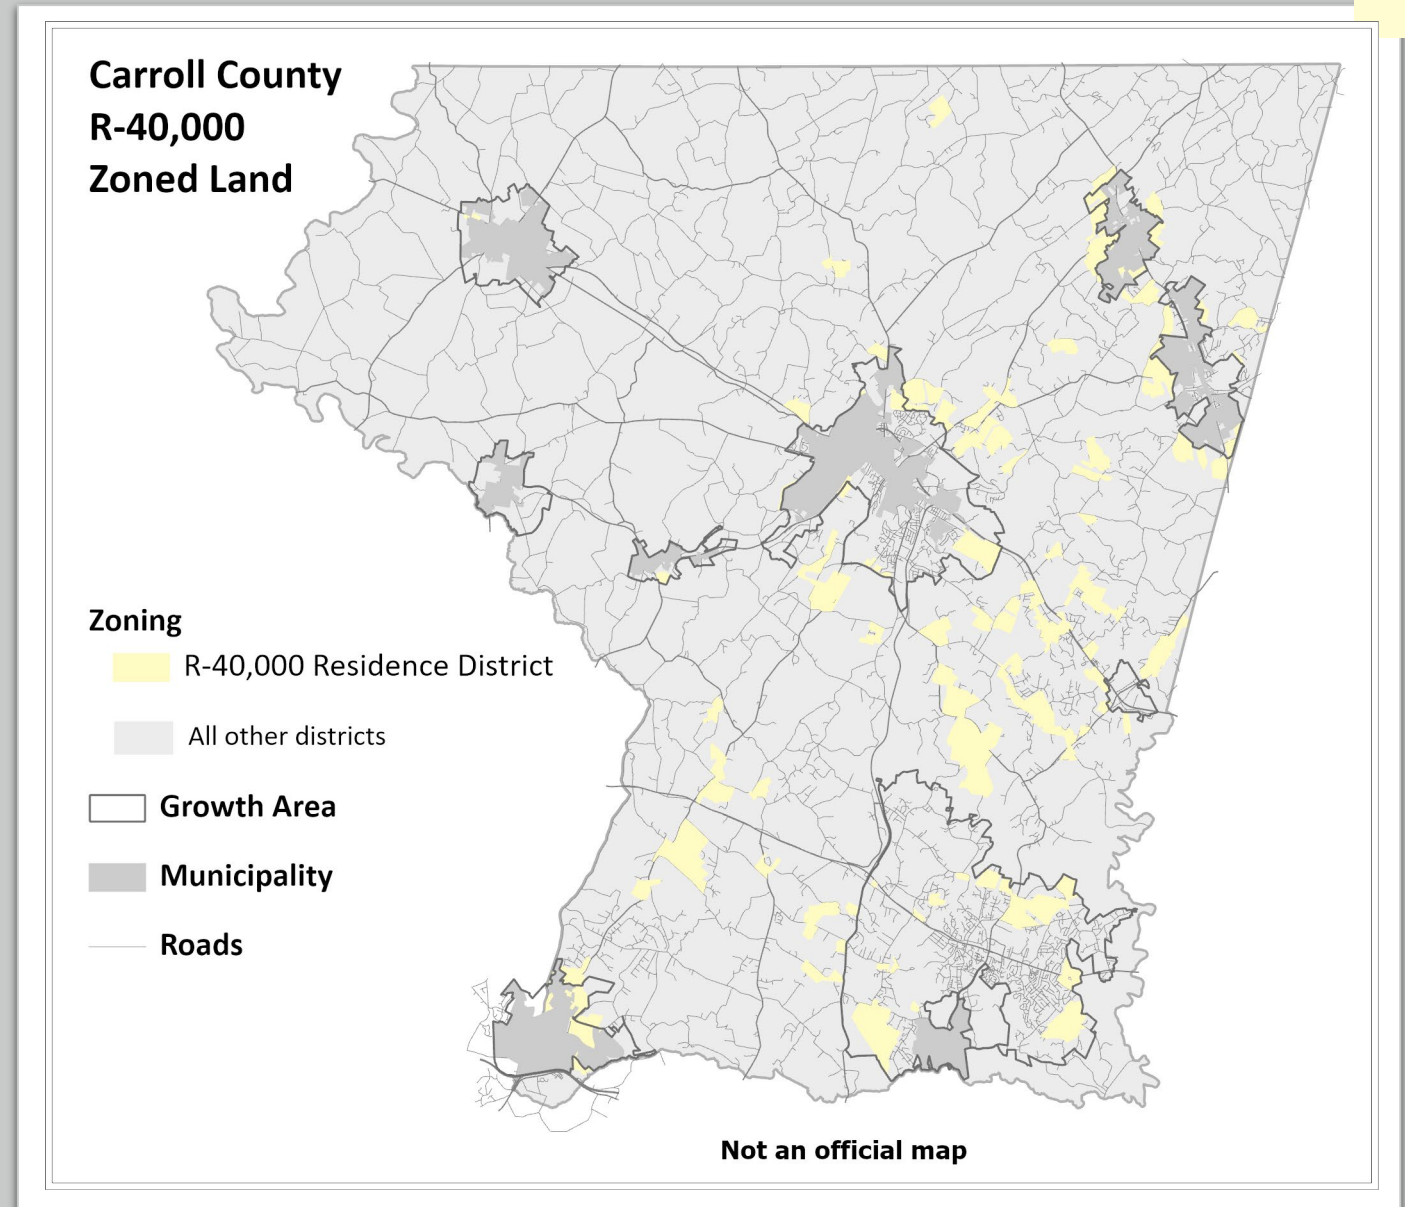 Carroll County
R-40,000
Zoned Land
Zoning
R-40,000 Residence District
All other districts
Growth Area
Municipality
Roads
Not an official map